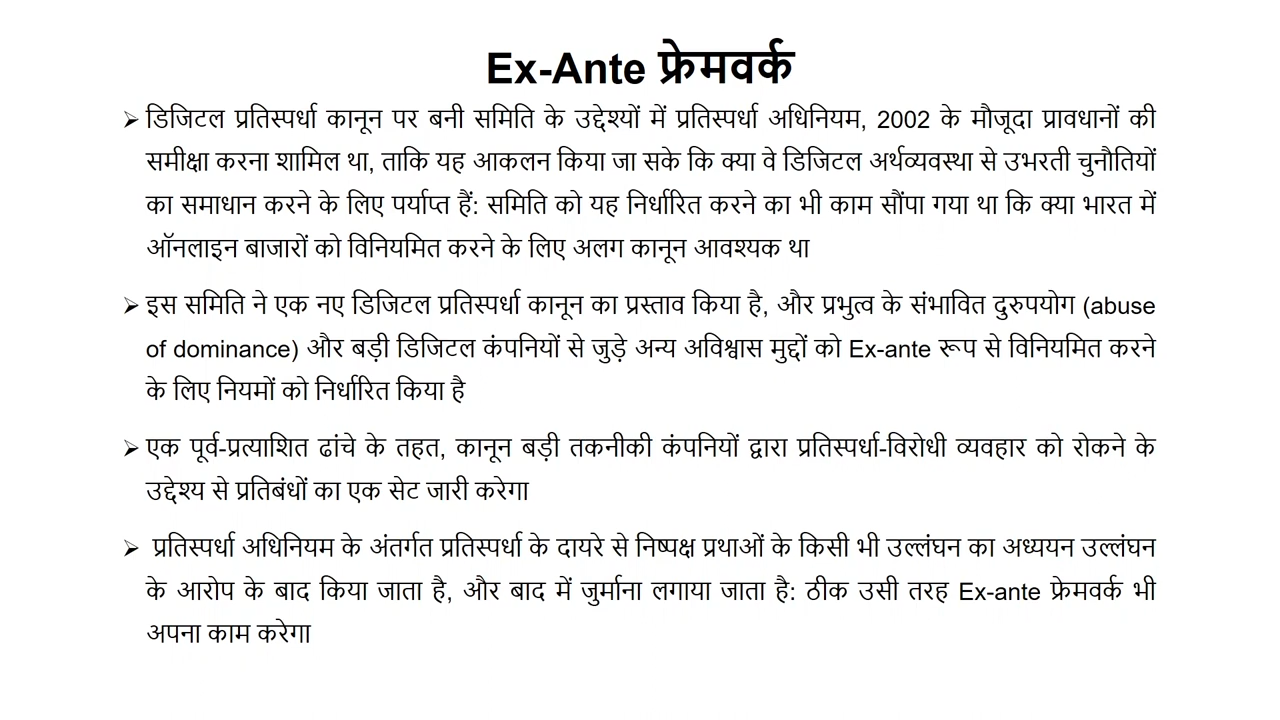 Ex-Ante फ्रेमवर्क
➢ डिजिटल प्रतिस्पर्धा कानून पर बनी समिति के उद्देश्यों में प्रतिस्पर्धा अधिनियम, 2002 के मौजूदा प्रावधानों की
समीक्षा करना शामिल था, ताकि यह आकलन किया जा सके कि क्या वे डिजिटल अर्थव्यवस्था से उभरती चुनौतियों
का समाधान करने के लिए पर्याप्त हैं: समिति को यह निर्धारित करने का भी काम सौंपा गया था कि क्या भारत में
ऑनलाइन बाजारों को विनियमित करने के लिए अलग कानून आवश्यक था
➢ इस समिति ने एक नए डिजिटल प्रतिस्पर्धा कानून का प्रस्ताव किया है, और प्रभुत्व के संभावित दुरुपयोग (abuse
of dominance) और बड़ी डिजिटल कंपनियों से जुड़े अन्य अविश्वास मुद्दों को Ex-ante रूप से विनियमित करने
के लिए नियमों को निर्धारित किया है
➢ एक पूर्व-प्रत्याशित ढांचे के तहत, कानून बड़ी तकनीकी कंपनियों द्वारा प्रतिस्पर्धा-विरोधी व्यवहार को रोकने के
उद्देश्य से प्रतिबंधों का एक सेट जारी करेगा
➢ प्रतिस्पर्धा अधिनियम के अंतर्गत प्रतिस्पर्धा के दायरे से निष्पक्ष प्रथाओं के किसी भी उल्लंघन का अध्ययन उल्लंघन
के आरोप के बाद किया जाता है, और बाद में जुर्माना लगाया जाता है: ठीक उसी तरह Ex-ante फ्रेमवर्क भी
अपना काम करेगा